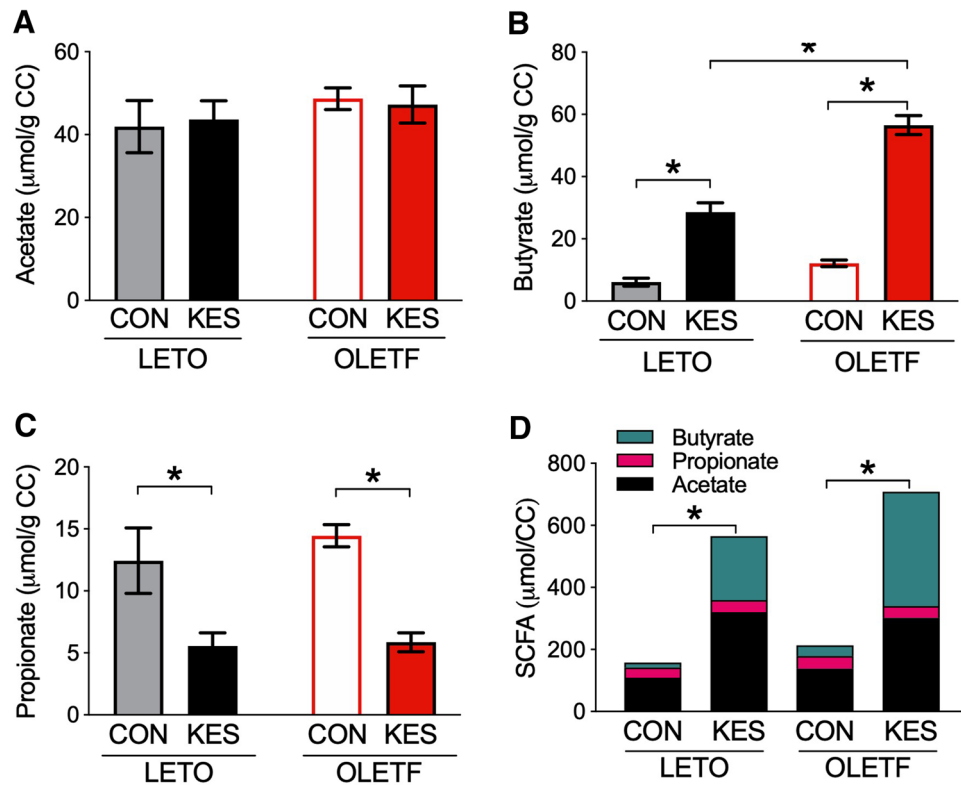 A
Acetate (μmol/g CC)
60
40
20
0
CON KES CON KES
LETO OLETF
B
Butyrate (μmol/g CC)
80
60
40
20
0
*
*
*
CON KES CON KES
LETO OLETF
C
Propionate (μmol/g CC)
20
15
10
5
0
* *
CON KES CON KES
LETO OLETF
D
Butyrate
Propionate
Acetate
SCFA (μmol/CC)
800
600
400
200
0
*
*
CON KES CON KES
LETO OLETF